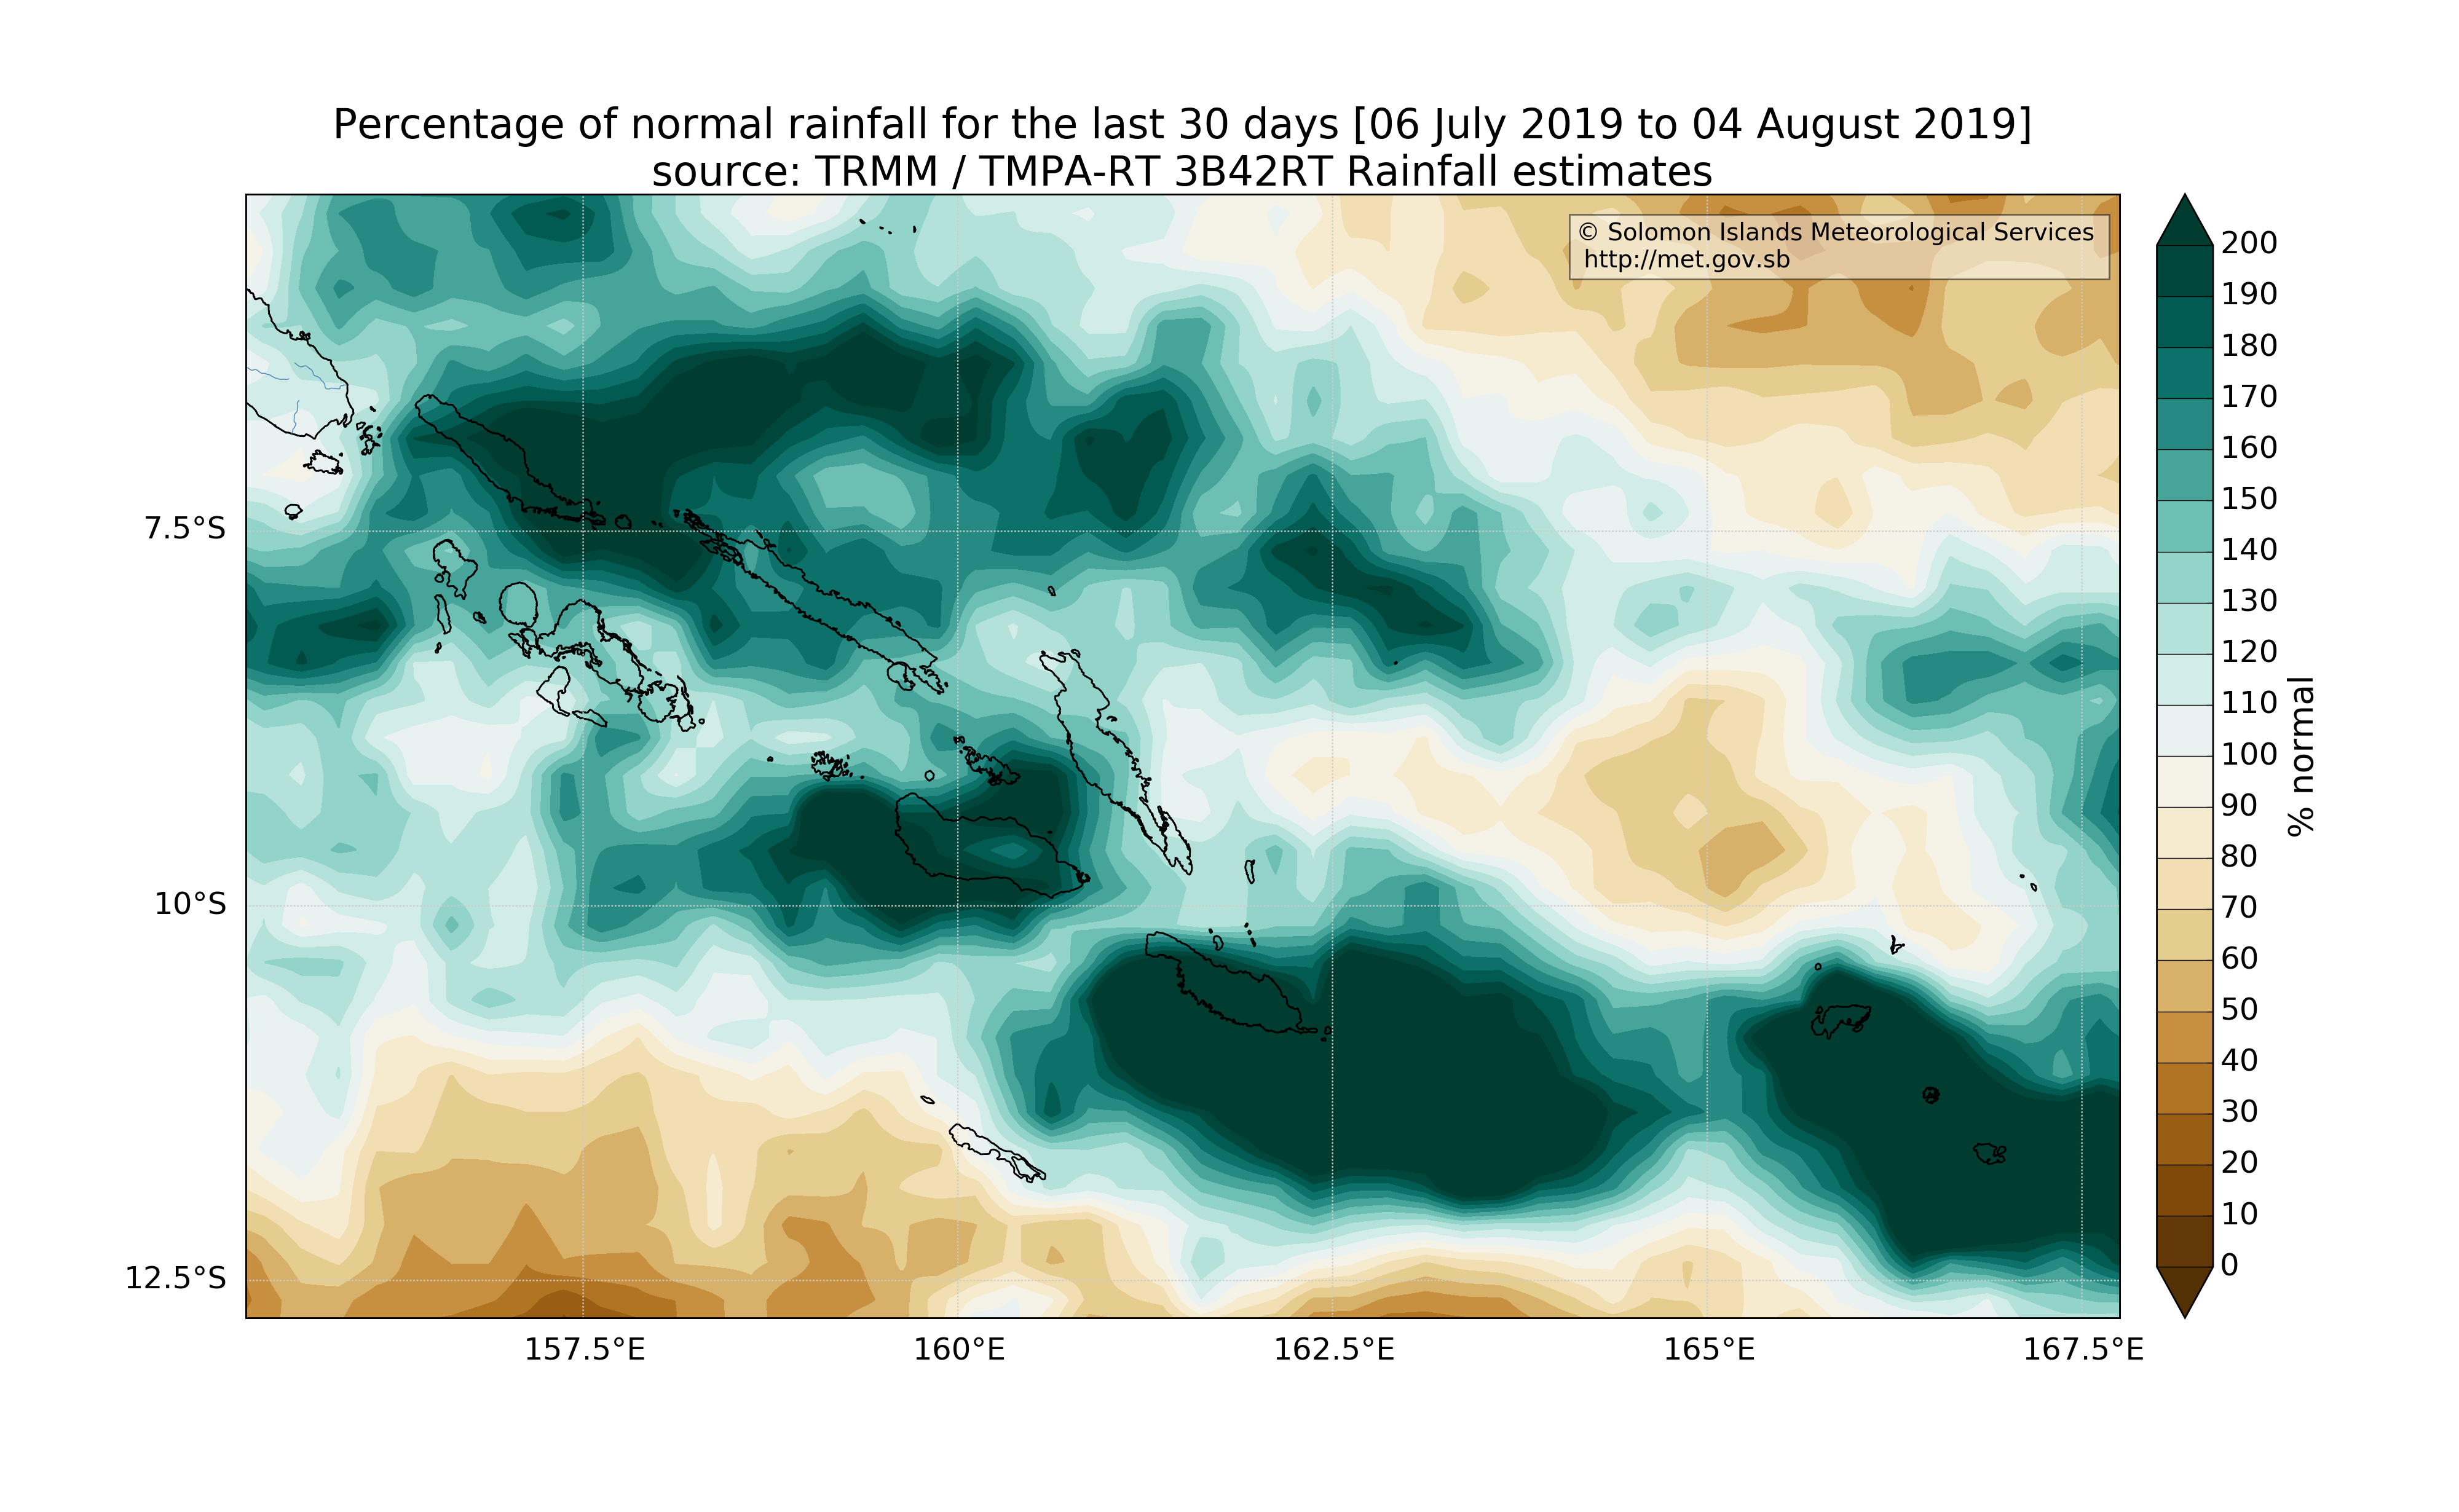 Percentage of normal rainfall for the last 30 days [06 July 2019 to 04 August 2019]
source: TRMM / TMPA-RT 3B42RT Rainfall estimates
© Solomon Islands Meteorological Services
http://met.gov.sb
7.5°S
10°S
12.5°S
157.5°E
160°E
162.5°E
165°E
167.5°E
200
190
180
170
160
150
140
130
120
110
100
90
80
70
60
50
40
30
20
10
0
% normal